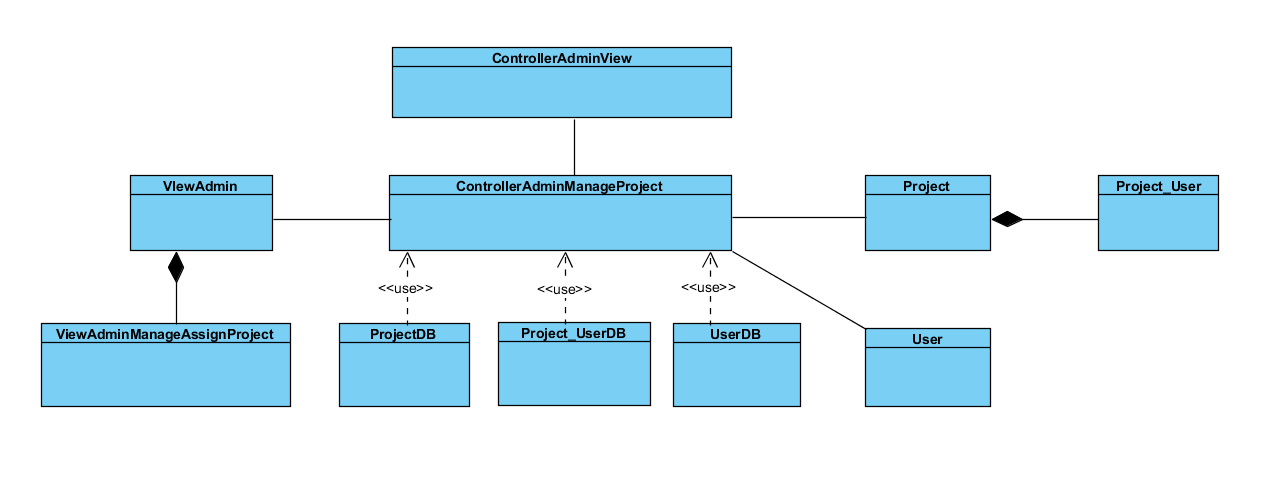 ControllerAdminView
VIewAdmin
ControllerAdminManageProject
Project
Project_User
<<use>>
<<use>>
<<use>>
ViewAdminManageAssignProject
ProjectDB
Project_UserDB
UserDB
User